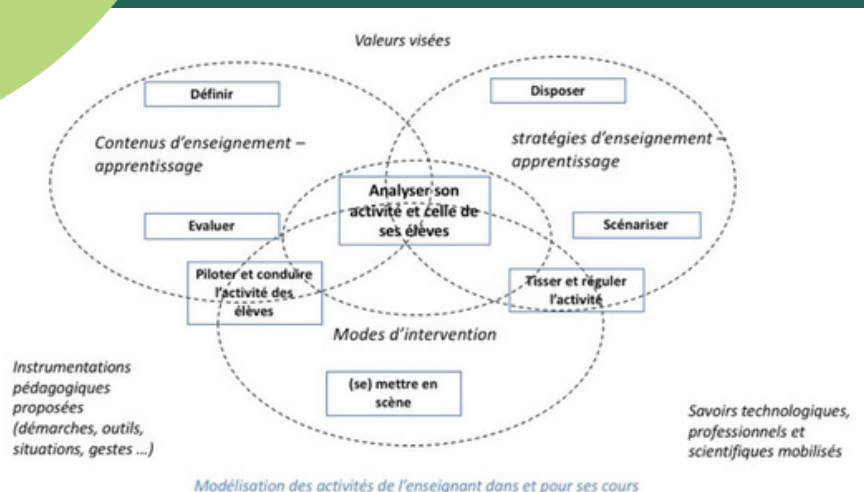 Valeurs visées
Définir
Disposer
Contenus d'enseignement –
apprentissage
stratégies d'enseignement –
apprentissage
Analyser son
activité et celle de
ses élèves
Evaluer
Scénariser
Piloter et conduire
l'activité des
élèves
Tisser et réguler
l'activité
Modes d'intervention
(se) mettre en
scène
Instrumentations
pédagogiques
proposées
(démarches, outils,
situations, gestes ...)
Savoirs technologiques,
professionnels et
scientifiques mobilisés
Modélisation des activités de l'enseignant dans et pour ses cours